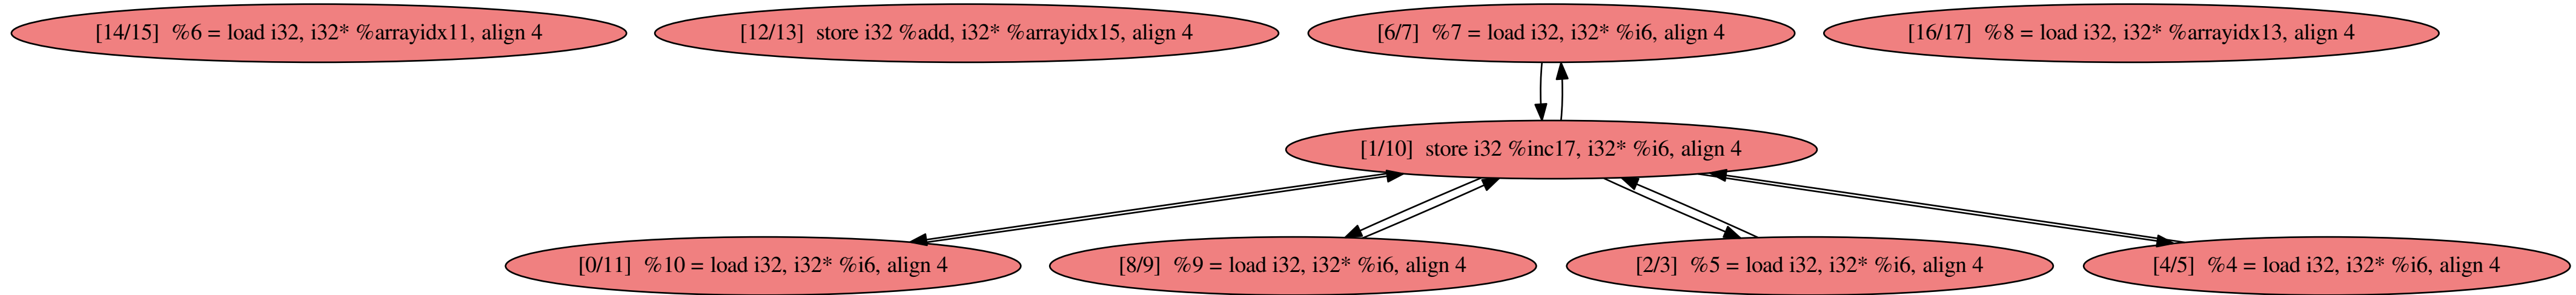 [14/15] %6 = load i32, i32* %arrayidx11, align 4
[12/13] store i32 %add, i32* %arrayidx15, align 4
[6/7] %7 = load i32, i32* %i6, align 4
[16/17] %8 = load i32, i32* %arrayidx13, align 4
[1/10] store i32 %inc17, i32* %i6, align 4
[0/11] %10 = load i32, i32* %i6, align 4
[8/9] %9 = load i32, i32* %i6, align 4
[2/3] %5 = load i32, i32* %i6, align 4
[4/5] %4 = load i32, i32* %i6, align 4